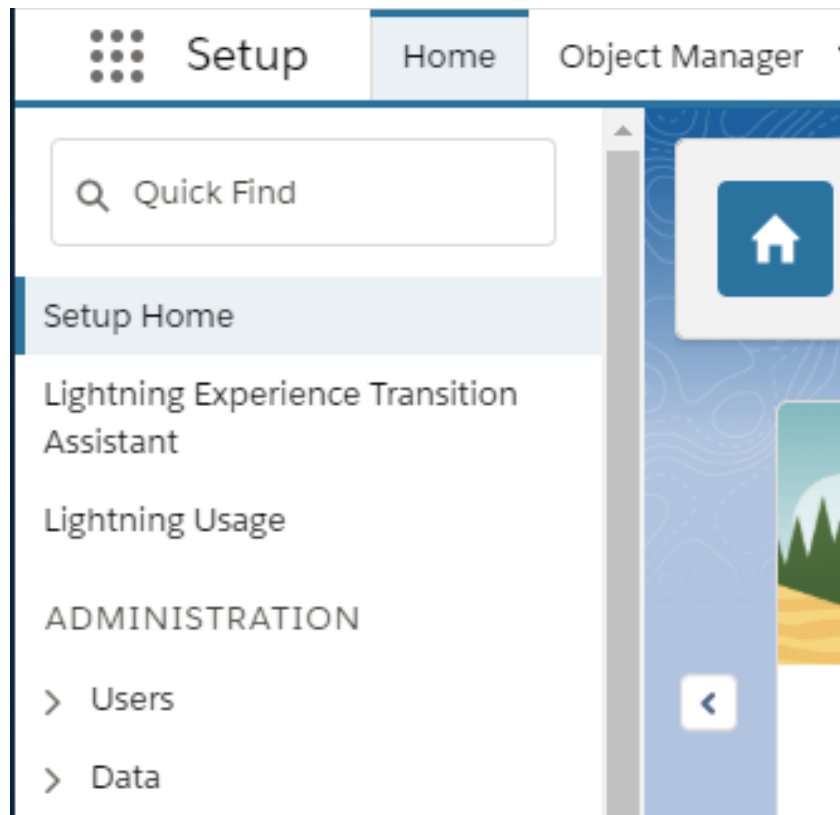 Setup Home Object Manager
Quick Find
Setup Home
Lightning Experience Transition
Assistant
Lightning Usage
ADMINISTRATION
Users
Data